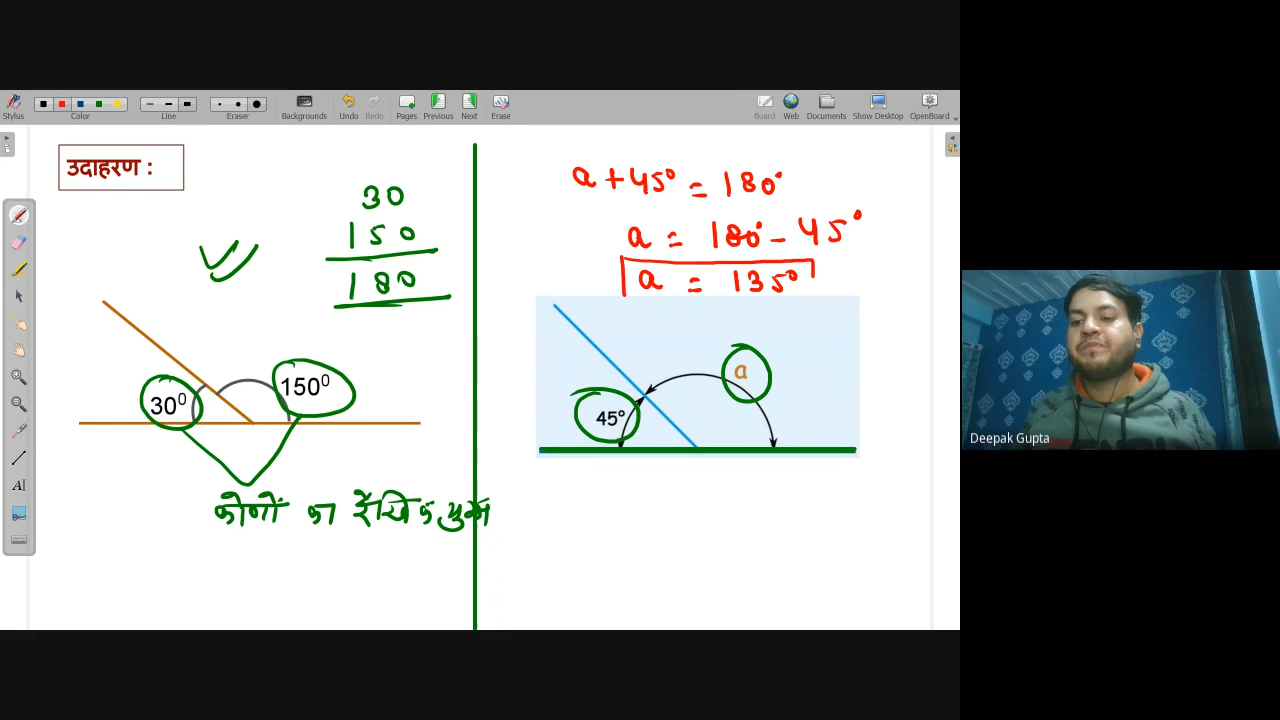 Stylus
Color
Line
Eraser
Backgrounds
Undo
Redo
Pages
Previous
Next
Erase
Board
Web
Documents
Show Desktop
OpenBoard
उदाहरण :
30
150
180
30⁰
150⁰
कोणों का रैखिक युग्म
a + 45° = 180°
a = 180° - 45°
a = 135°
a
45°
Deepak Gupta